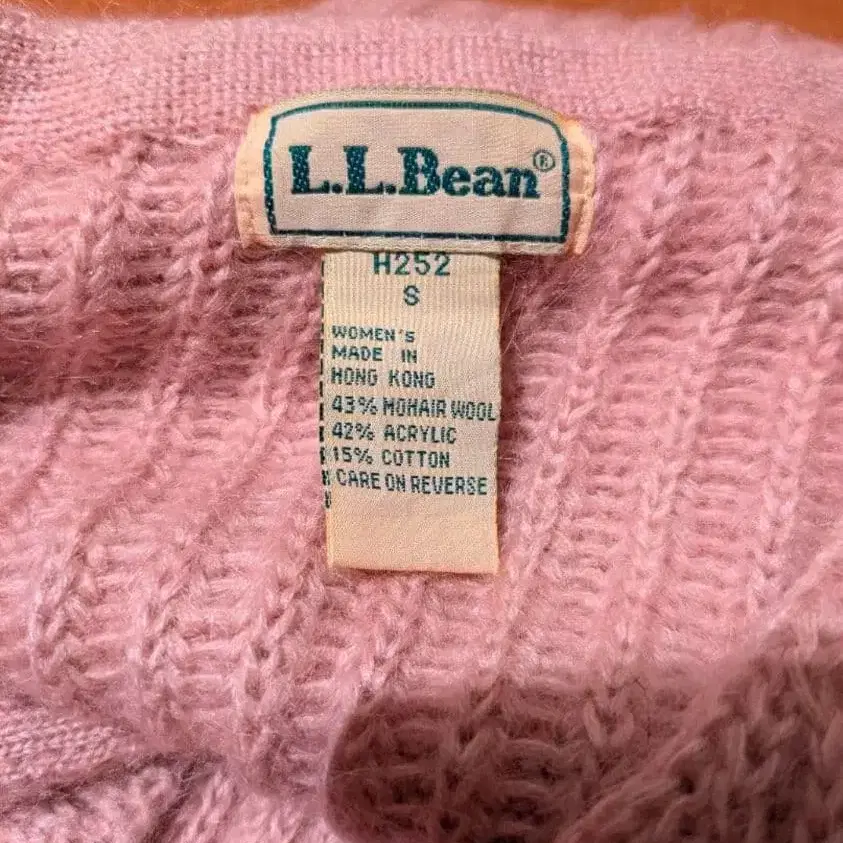 L.L.Bean®
H252
S
WOMEN'S
MADE IN
HONG KONG
43% MOHAIR WOOL
42% ACRYLIC
15% COTTON
CARE ON REVERSE